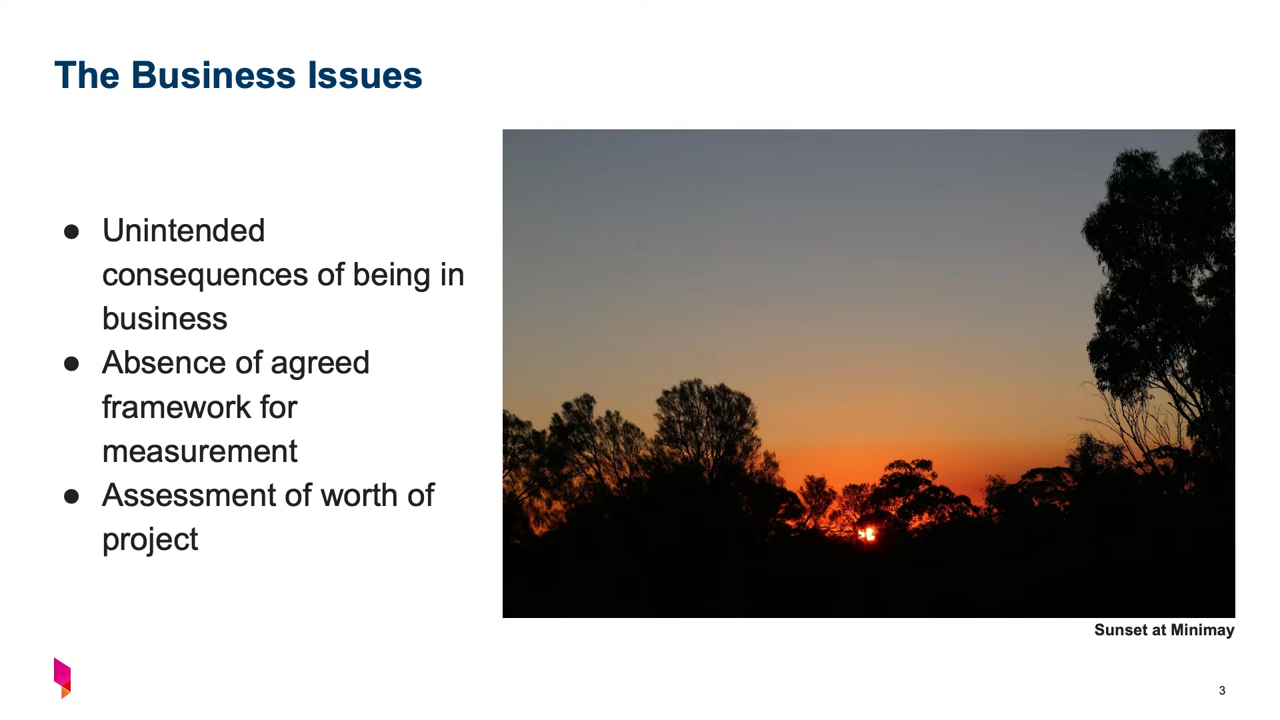 The Business Issues
● Unintended
consequences of being in
business
● Absence of agreed
framework for
measurement
● Assessment of worth of
project
Sunset at Minimay
3